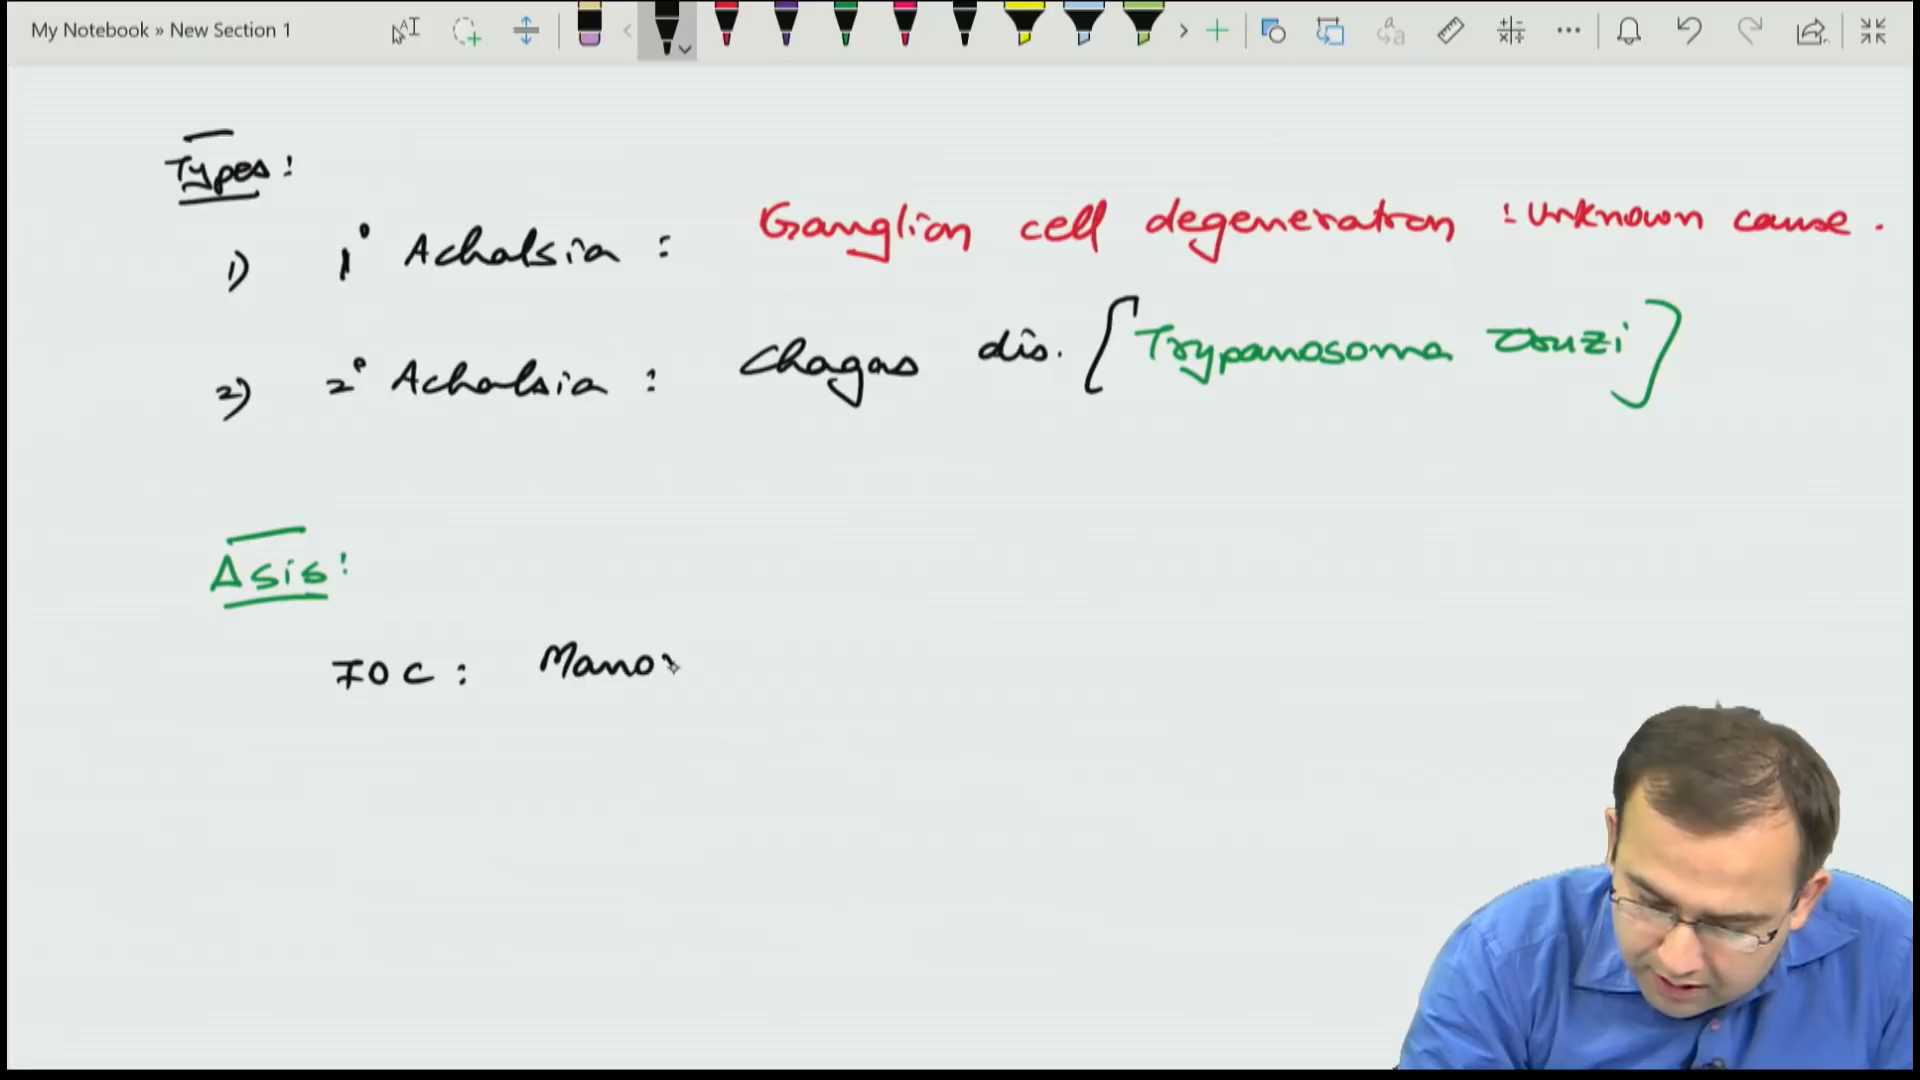 My Notebook » New Section 1
Types:
1) 1° Achalsia : Ganglion cell degeneration : unknown cause.
2) 2° Achalsia : Chagas dis. [Trypanosoma Cruzi]
Δsis:
IOC : Mano